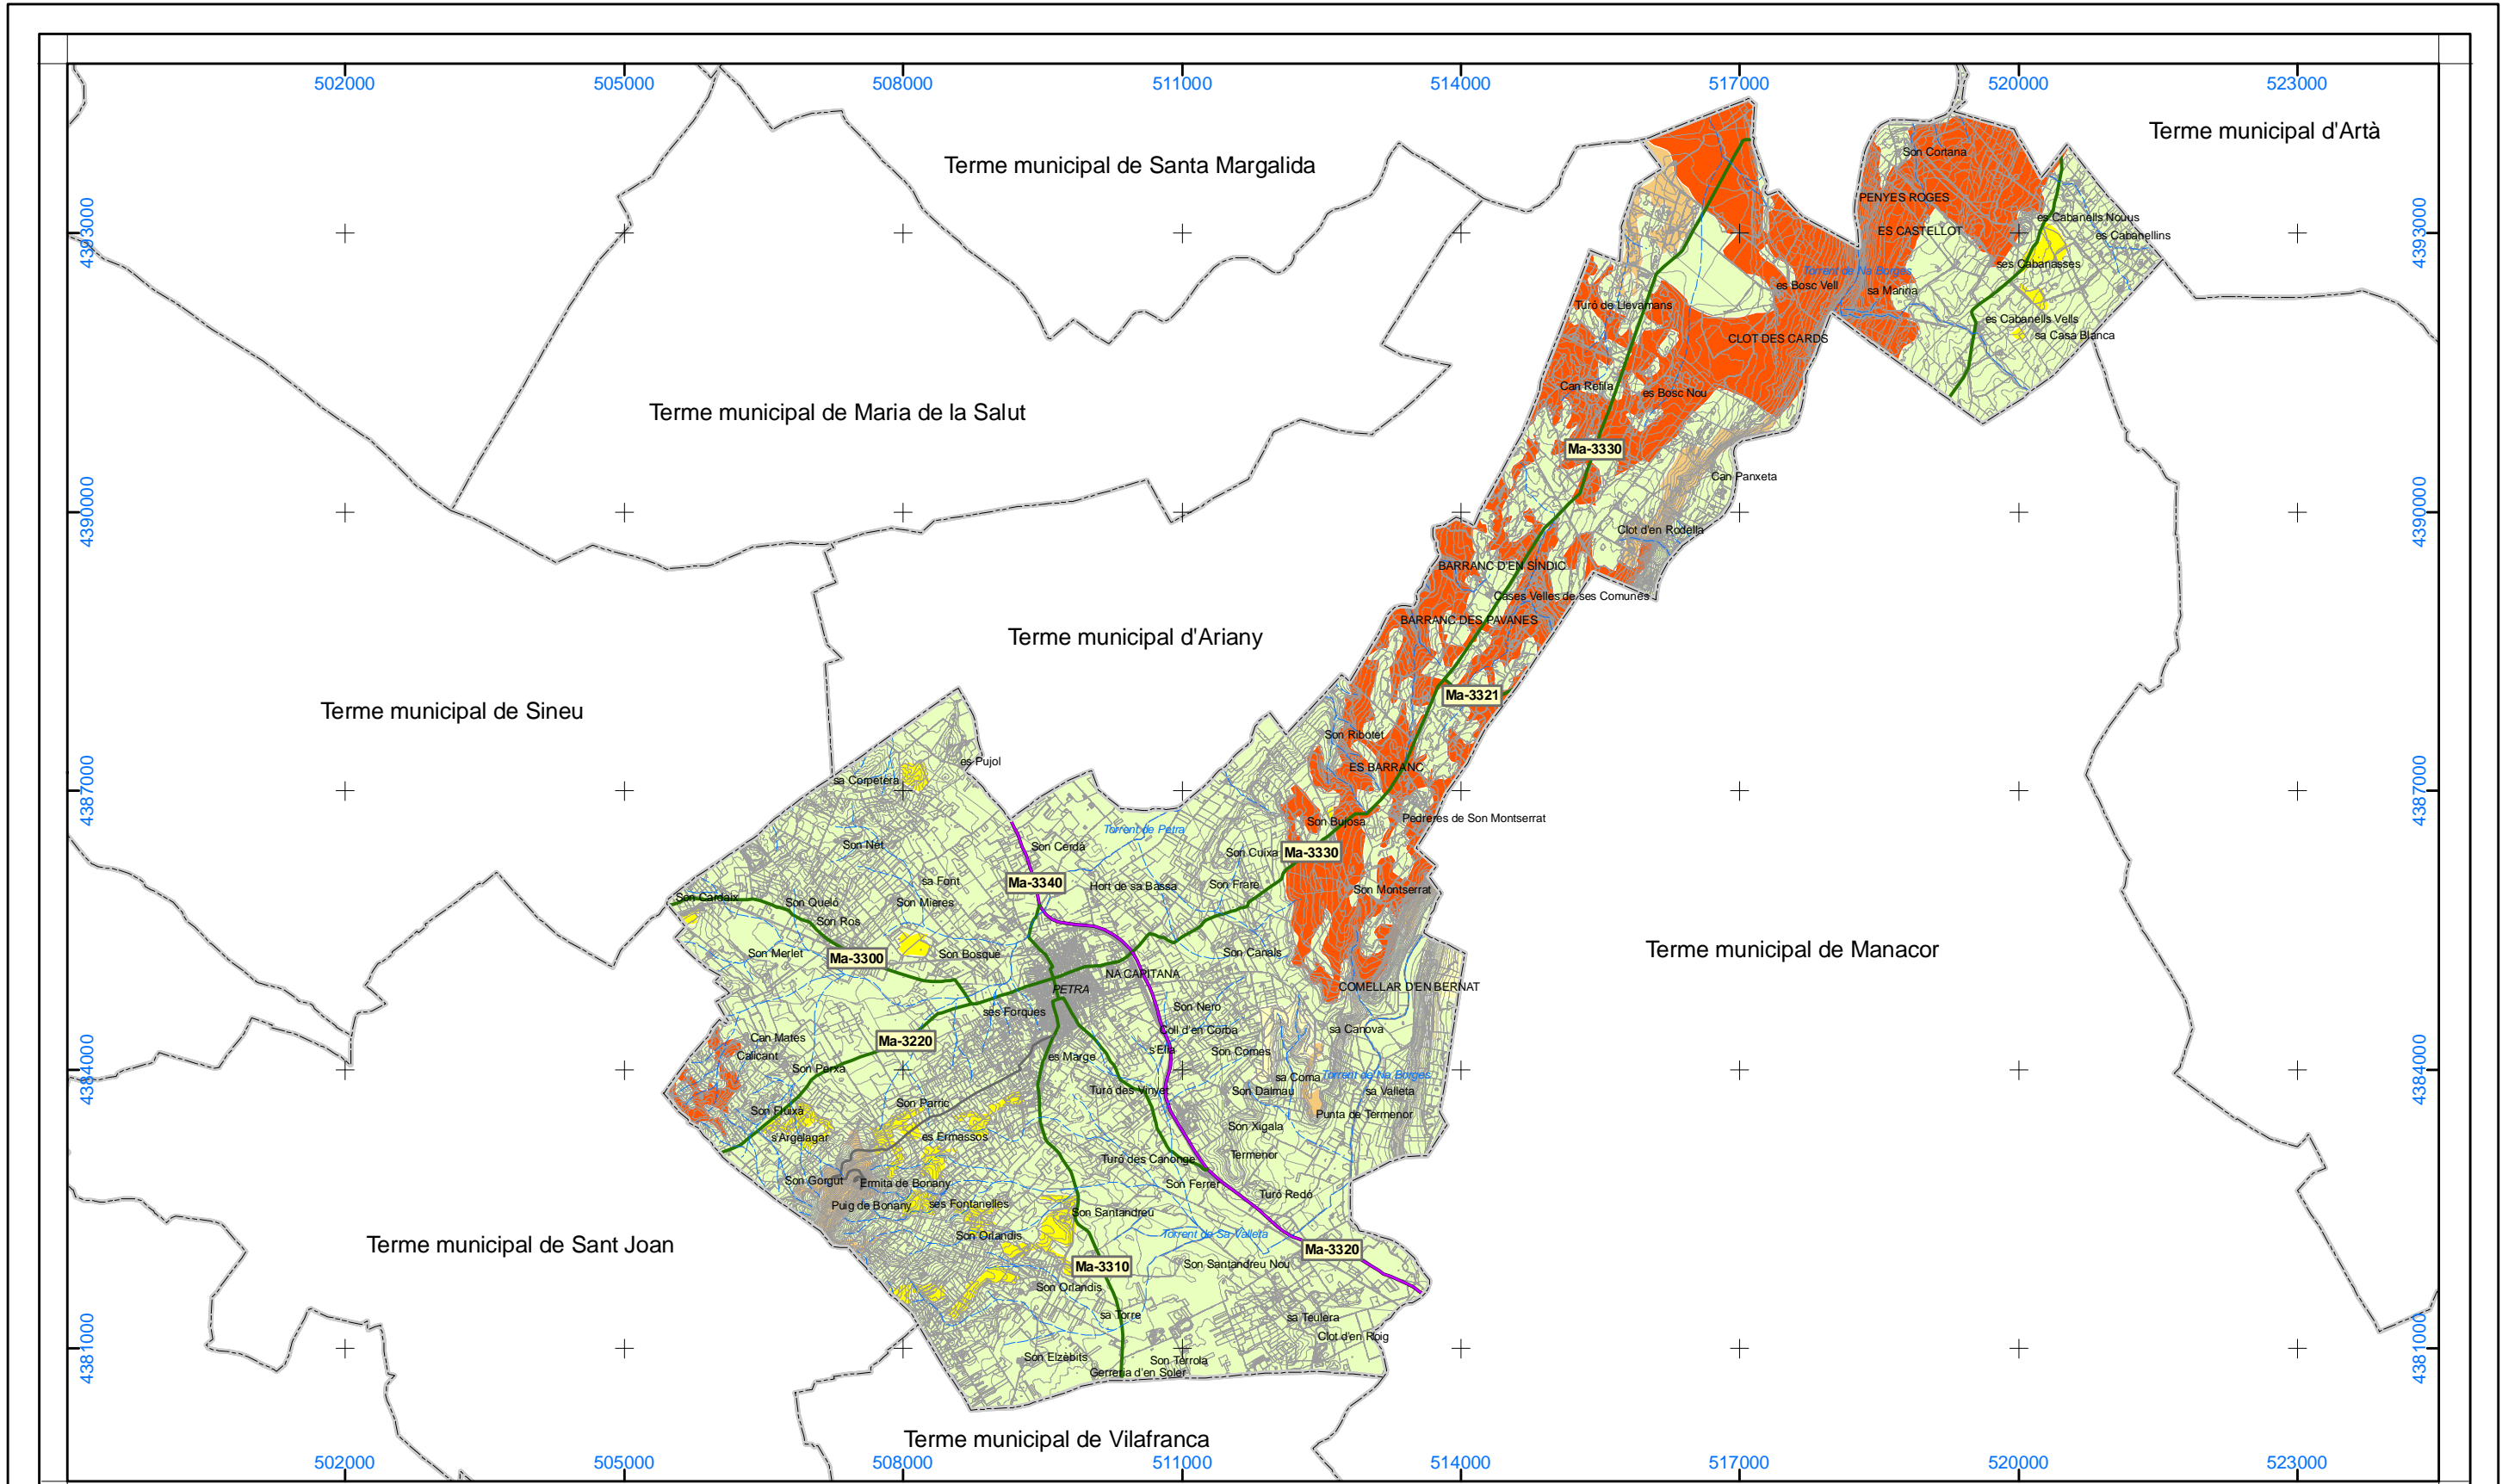 502000
505000
508000
511000
514000
517000
520000
523000
Terme municipal d'Artà
Terme municipal de Santa Margalida
Son Cortana
PENYES ROGES
es Cabanells Nouus
4393000
ES CASTELLOT
es Cabanellins
4393000
ses Cabanasses
Torrent de Na Borges
es Bosc Vell
sa Marina
Turó de Llevamans
es Cabanells Vells
CLOT DES CARDS
sa Casa Blanca
Can Refila
es Bosc Nou
Terme municipal de Maria de la Salut
Ma-3330
Can Panxeta
4390000
Clot d'en Rodella
4390000
BARRANC D'EN SINDIC
Cases Velles de ses Comunes
BARRANC DES PAVANES
Terme municipal d'Ariany
Ma-3321
Terme municipal de Sineu
Son Ribotet
es Pujol
ES BARRANC
sa Corpetera
4387000
4387000
Pedreres de Son Montserrat
Son Bujosa
Torrent de Petra
Son Net
Son Cerdà
Son Cuixa
Ma-3330
sa Font
Ma-3340
Hort de sa Bassa
Son Frare
Son Montserrat
Son Cardaix
Son Queló
Son Mieres
Son Ros
Son Merlet
Ma-3300
Son Bosque
Son Canals
Terme municipal de Manacor
NA CAPITANA
PETRA
COMELLAR D'EN BERNAT
Son Nero
ses Forques
Coll d'en Corba
sa Canova
Can Mates
Ma-3220
Calicant
es Marge
s'Ella
Son Comes
4384000
Son Perxa
sa Coma
Torrent de Na Borges
4384000
Turó des Vinyer
Son Dalmau
sa Valleta
Son Fluixà
Son Parric
Punta de Termenor
s'Argelagar
es Ermassos
Son Xigala
Turó des Canonge
Termenor
Son Gorgut
Ermita de Bonany
Son Ferrer
Turó Redó
Puig de Bonany
ses Fontanelles
Son Santandreu
Son Orlandis
Torrent de Sa Valleta
Terme municipal de Sant Joan
Ma-3320
Ma-3310
Son Santandreu Nou
Son Orlandis
sa Torre
sa Teulera
Clot d'en Roig
4381000
Son Elzèbits
Son Terrola
4381000
Gerreria d'en Soler
Terme municipal de Vilafranca
502000
505000
508000
511000
514000
517000
520000
523000